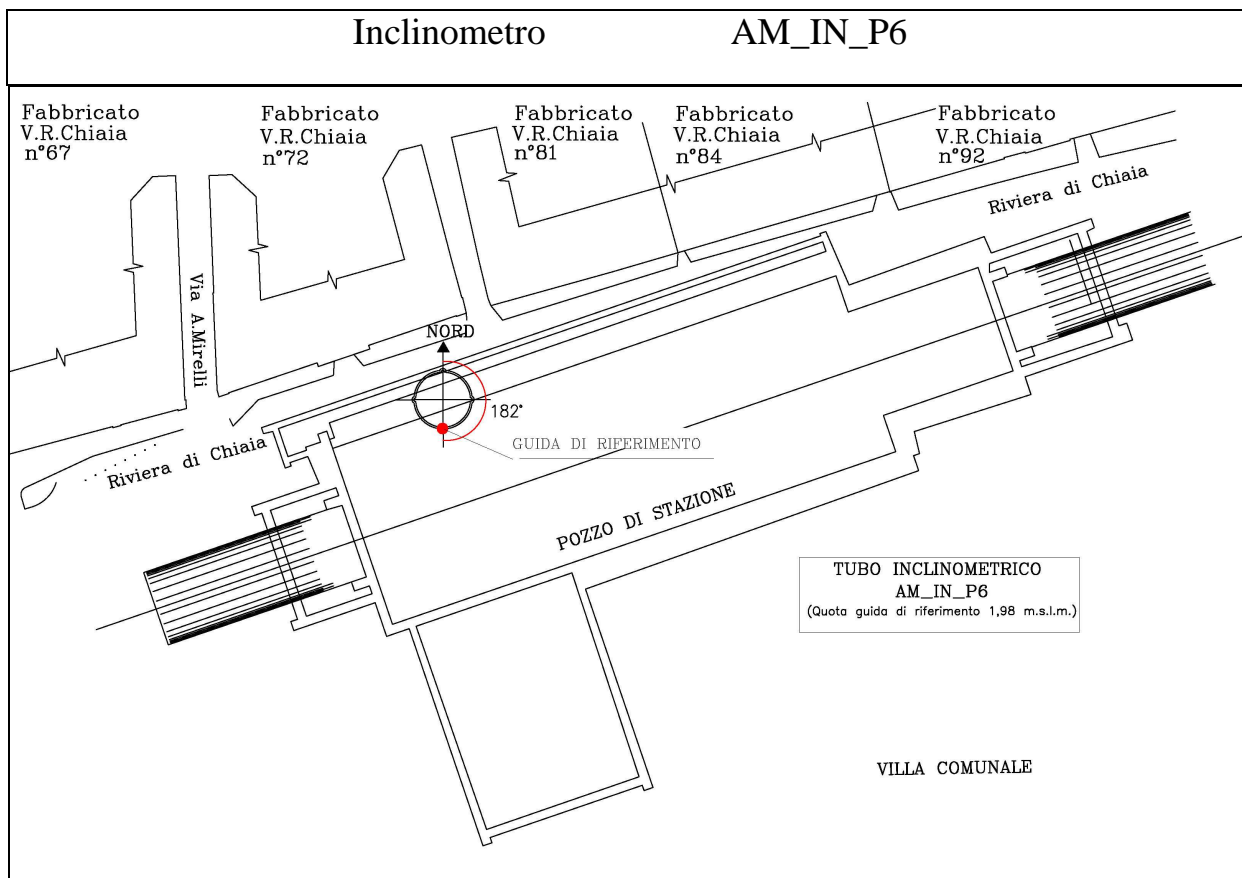 Inclinometro AM_IN_P6
Fabbricato
V.R.Chiaia
n°67
Fabbricato
V.R.Chiaia
n°72
Fabbricato
V.R.Chiaia
n°81
Fabbricato
V.R.Chiaia
n°84
Fabbricato
V.R.Chiaia
n°92
Riviera di Chiaia
Via A.Mirelli
NORD
182°
GUIDA DI RIFERIMENTO
Riviera di Chiaia
POZZO DI STAZIONE
TUBO INCLINOMETRICO
AM_IN_P6
(Quota guida di riferimento 1,98 m.s.l.m.)
VILLA COMUNALE